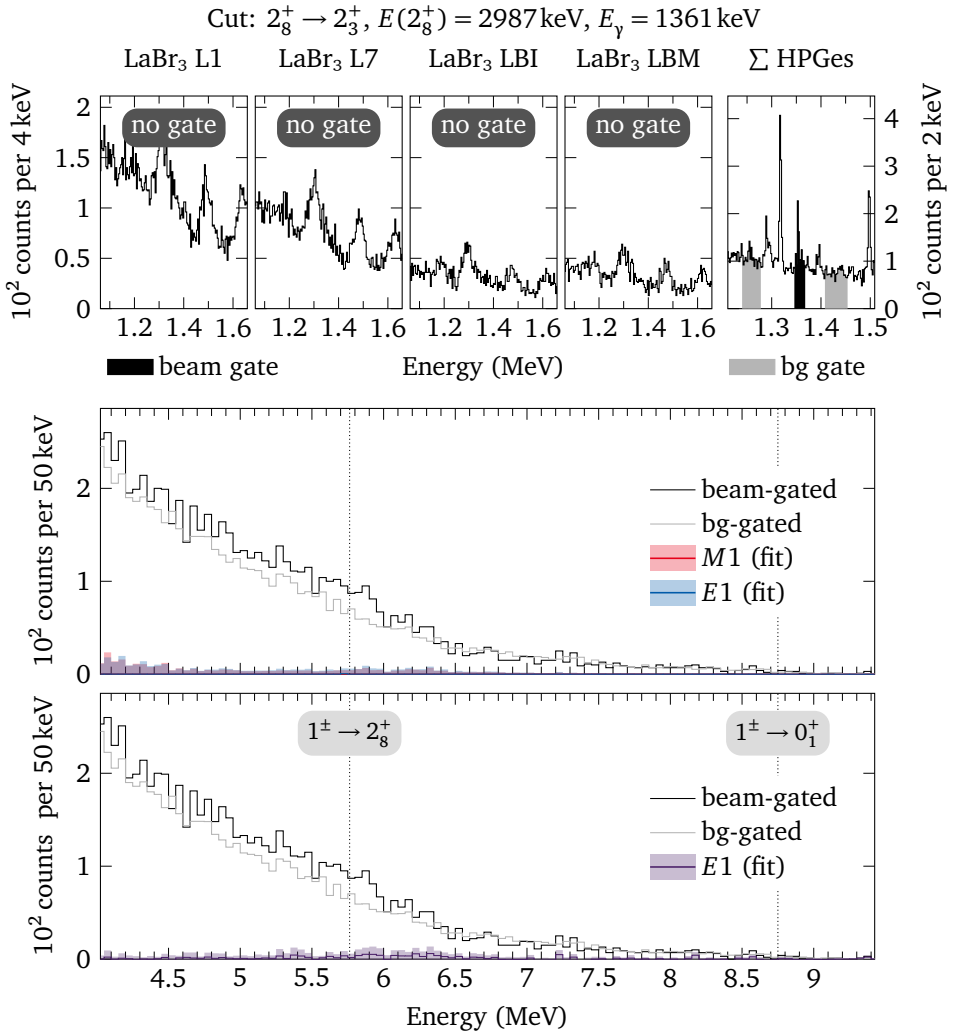 Cut: 2₈⁺ → 2₃⁺, E(2₈⁺) = 2987 keV, Eᵧ = 1361 keV
LaBr₃ L1 LaBr₃ L7 LaBr₃ LBI LaBr₃ LBM ∑ HPGes
no gate no gate no gate no gate
10² counts per 4 keV
2
1.5
1
0.5
0
4
3
2
1
0
10² counts per 2 keV
1.2 1.4 1.6 1.2 1.4 1.6 1.2 1.4 1.6 1.2 1.4 1.6 1.3 1.4 1.5
beam gate Energy (MeV) bg gate
10² counts per 50 keV
2
1
0
beam-gated
bg-gated
M1 (fit)
E1 (fit)
10² counts per 50 keV
2
1
0
1± → 2₈⁺ 1± → 0₁⁺
beam-gated
bg-gated
E1 (fit)
4.5 5 5.5 6 6.5 7 7.5 8 8.5 9
Energy (MeV)